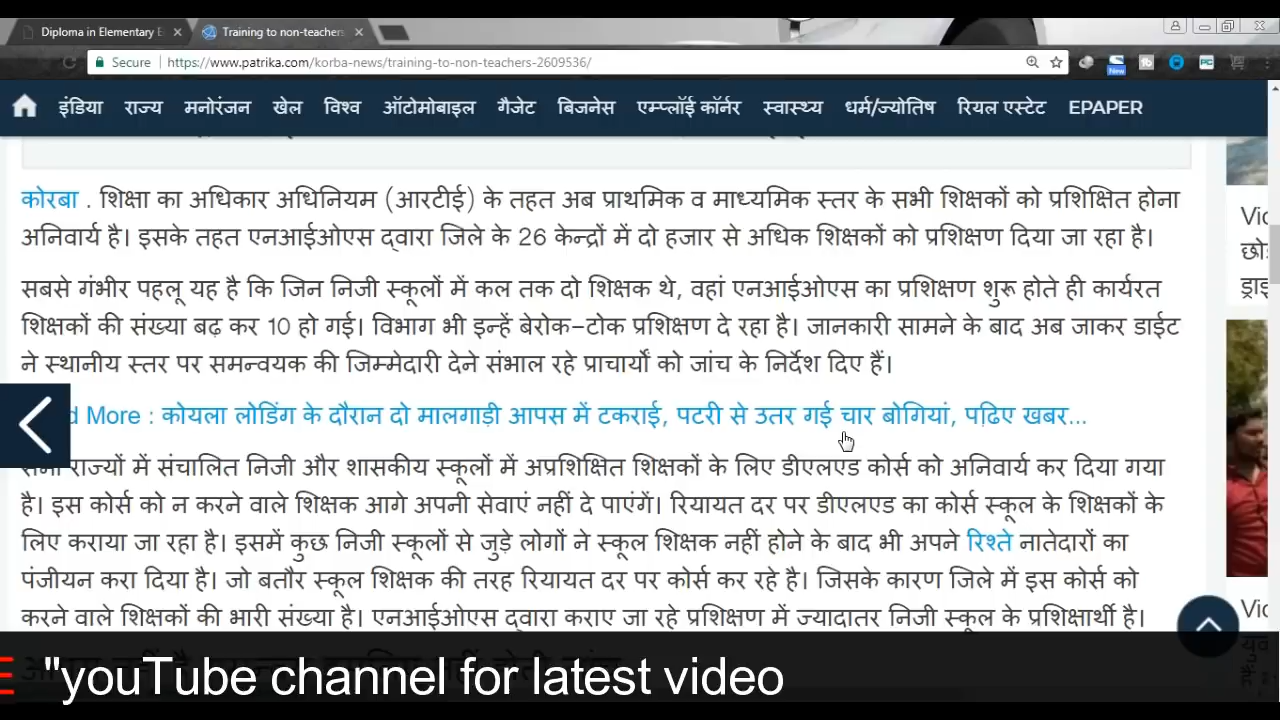 Diploma in Elementary E
Training to non-teachers
Secure https://www.patrika.com/korba-news/training-to-non-teachers-2609536/
New
PC
इंडिया राज्य मनोरंजन खेल विश्व ऑटोमोबाइल गैजेट बिजनेस एम्प्लॉई कॉर्नर स्वास्थ्य धर्म/ज्योतिष रियल एस्टेट EPAPER
कोरबा . शिक्षा का अधिकार अधिनियम (आरटीई) के तहत अब प्राथमिक व माध्यमिक स्तर के सभी शिक्षकों को प्रशिक्षित होना
अनिवार्य है। इसके तहत एनआईओएस द्वारा जिले के 26 केन्द्रों में दो हजार से अधिक शिक्षकों को प्रशिक्षण दिया जा रहा है।
सबसे गंभीर पहलू यह है कि जिन निजी स्कूलों में कल तक दो शिक्षक थे, वहां एनआईओएस का प्रशिक्षण शुरू होते ही कार्यरत
शिक्षकों की संख्या बढ़ कर 10 हो गई। विभाग भी इन्हें बेरोक-टोक प्रशिक्षण दे रहा है। जानकारी सामने के बाद अब जाकर डाईट
ने स्थानीय स्तर पर समन्वयक की जिम्मेदारी देने संभाल रहे प्राचार्यों को जांच के निर्देश दिए हैं।
d More : कोयला लोडिंग के दौरान दो मालगाड़ी आपस में टकराई, पटरी से उतर गई चार बोगियां, पढ़िए खबर...
राज्यों में संचालित निजी और शासकीय स्कूलों में अप्रशिक्षित शिक्षकों के लिए डीएलएड कोर्स को अनिवार्य कर दिया गया
है। इस कोर्स को न करने वाले शिक्षक आगे अपनी सेवाएं नहीं दे पाएंगें। रियायत दर पर डीएलएड का कोर्स स्कूल के शिक्षकों के
लिए कराया जा रहा है। इसमें कुछ निजी स्कूलों से जुड़े लोगों ने स्कूल शिक्षक नहीं होने के बाद भी अपने रिश्ते नातेदारों का
पंजीयन करा दिया है। जो बतौर स्कूल शिक्षक की तरह रियायत दर पर कोर्स कर रहे है। जिसके कारण जिले में इस कोर्स को
करने वाले शिक्षकों की भारी संख्या है। एनआईओएस द्वारा कराए जा रहे प्रशिक्षण में ज्यादातर निजी स्कूल के प्रशिक्षार्थी है।
Vid
छो
ड्राइ
Vid
"youTube channel for latest video